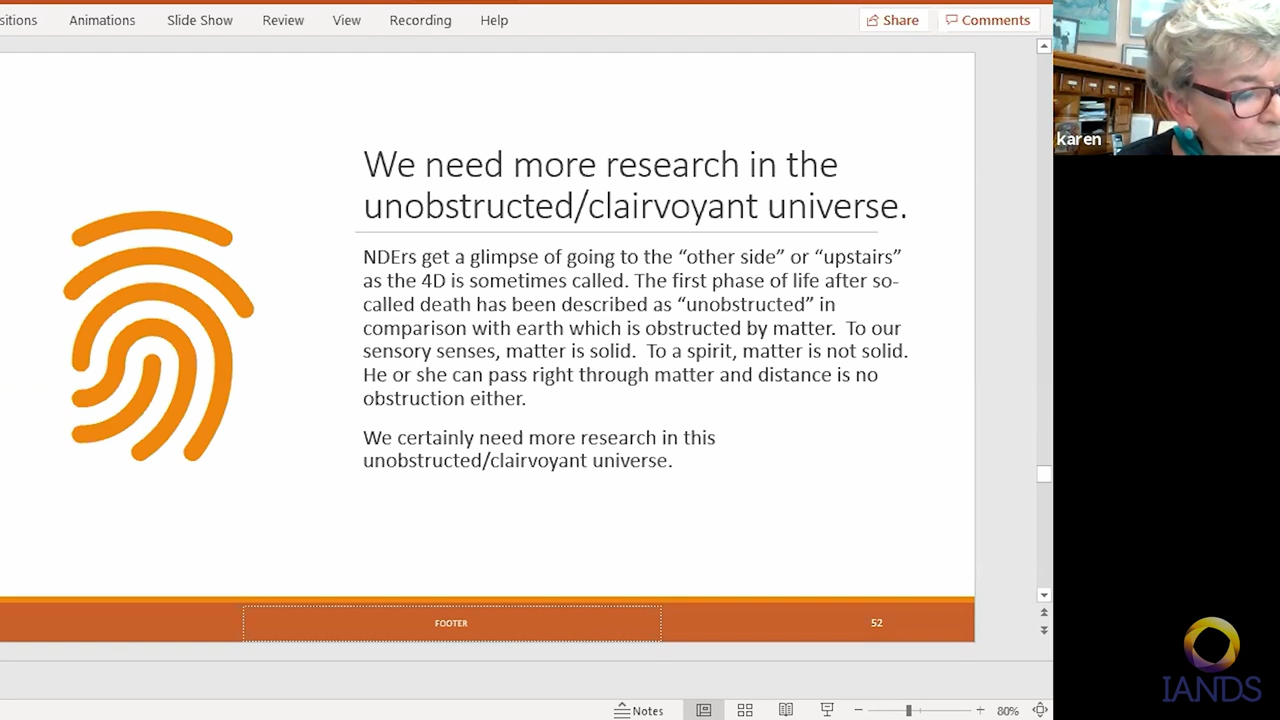 sitions Animations Slide Show Review View Recording Help Share Comments
karen
We need more research in the
unobstructed/clairvoyant universe.
NDErs get a glimpse of going to the “other side” or “upstairs”
as the 4D is sometimes called. The first phase of life after so-
called death has been described as “unobstructed” in
comparison with earth which is obstructed by matter.  To our
sensory senses, matter is solid.  To a spirit, matter is not solid.
He or she can pass right through matter and distance is no
obstruction either.
We certainly need more research in this
unobstructed/clairvoyant universe.
FOOTER 52
IANDS
Notes 80%